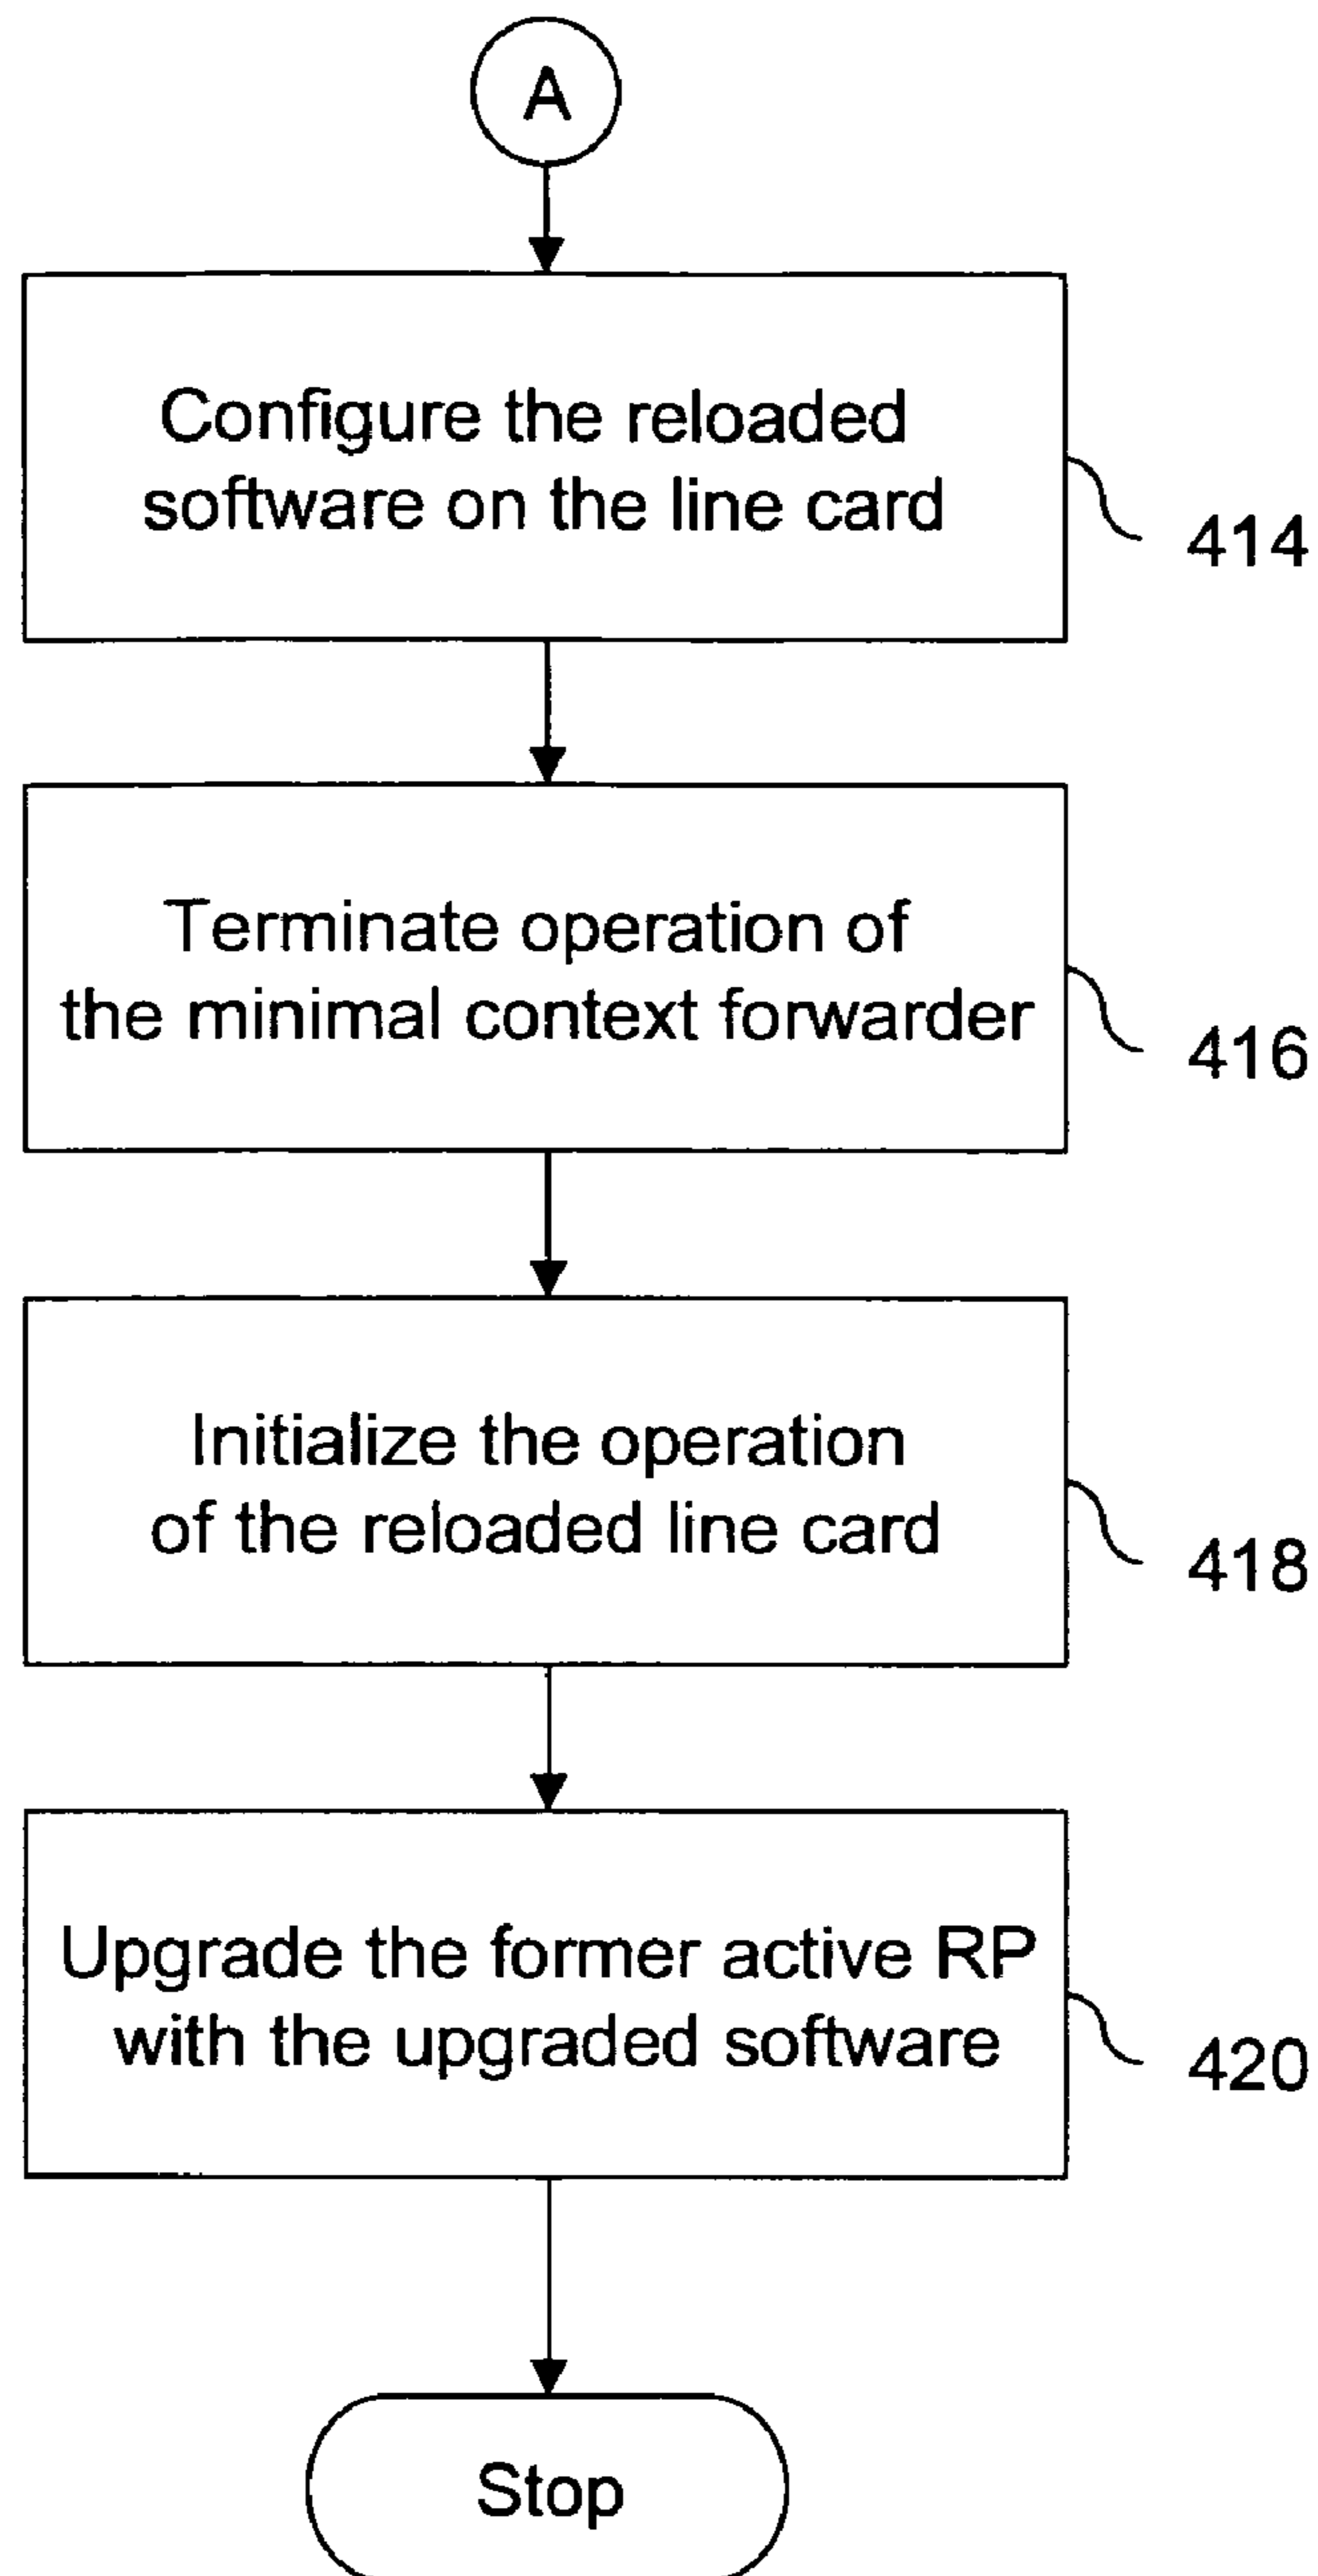 A
Configure the reloaded
software on the line card
414
Terminate operation of
the minimal context forwarder
416
Initialize the operation
of the reloaded line card
418
Upgrade the former active RP
with the upgraded software
420
Stop